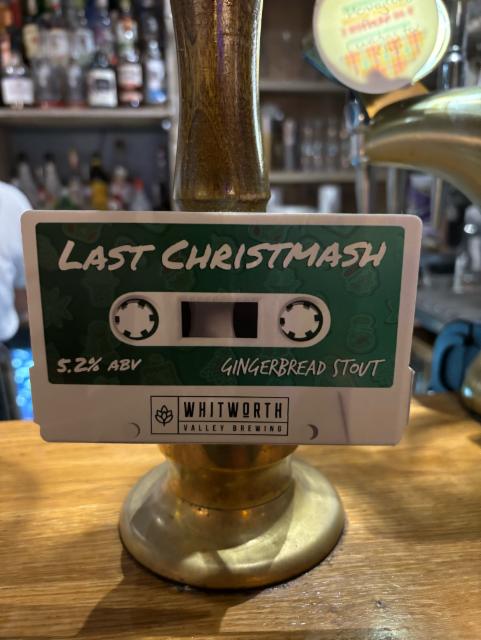 LAST CHRISTMASH
5.2% ABV
GINGERBREAD STOUT
WHITWORTH
VALLEY BREWING